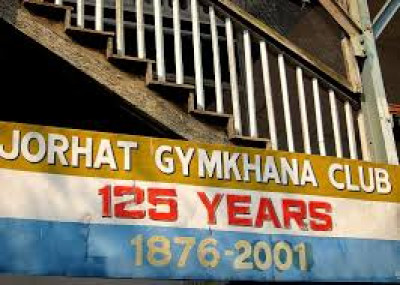 JORHAT GYMKHANA CLUB
125 YEARS
1876-2001